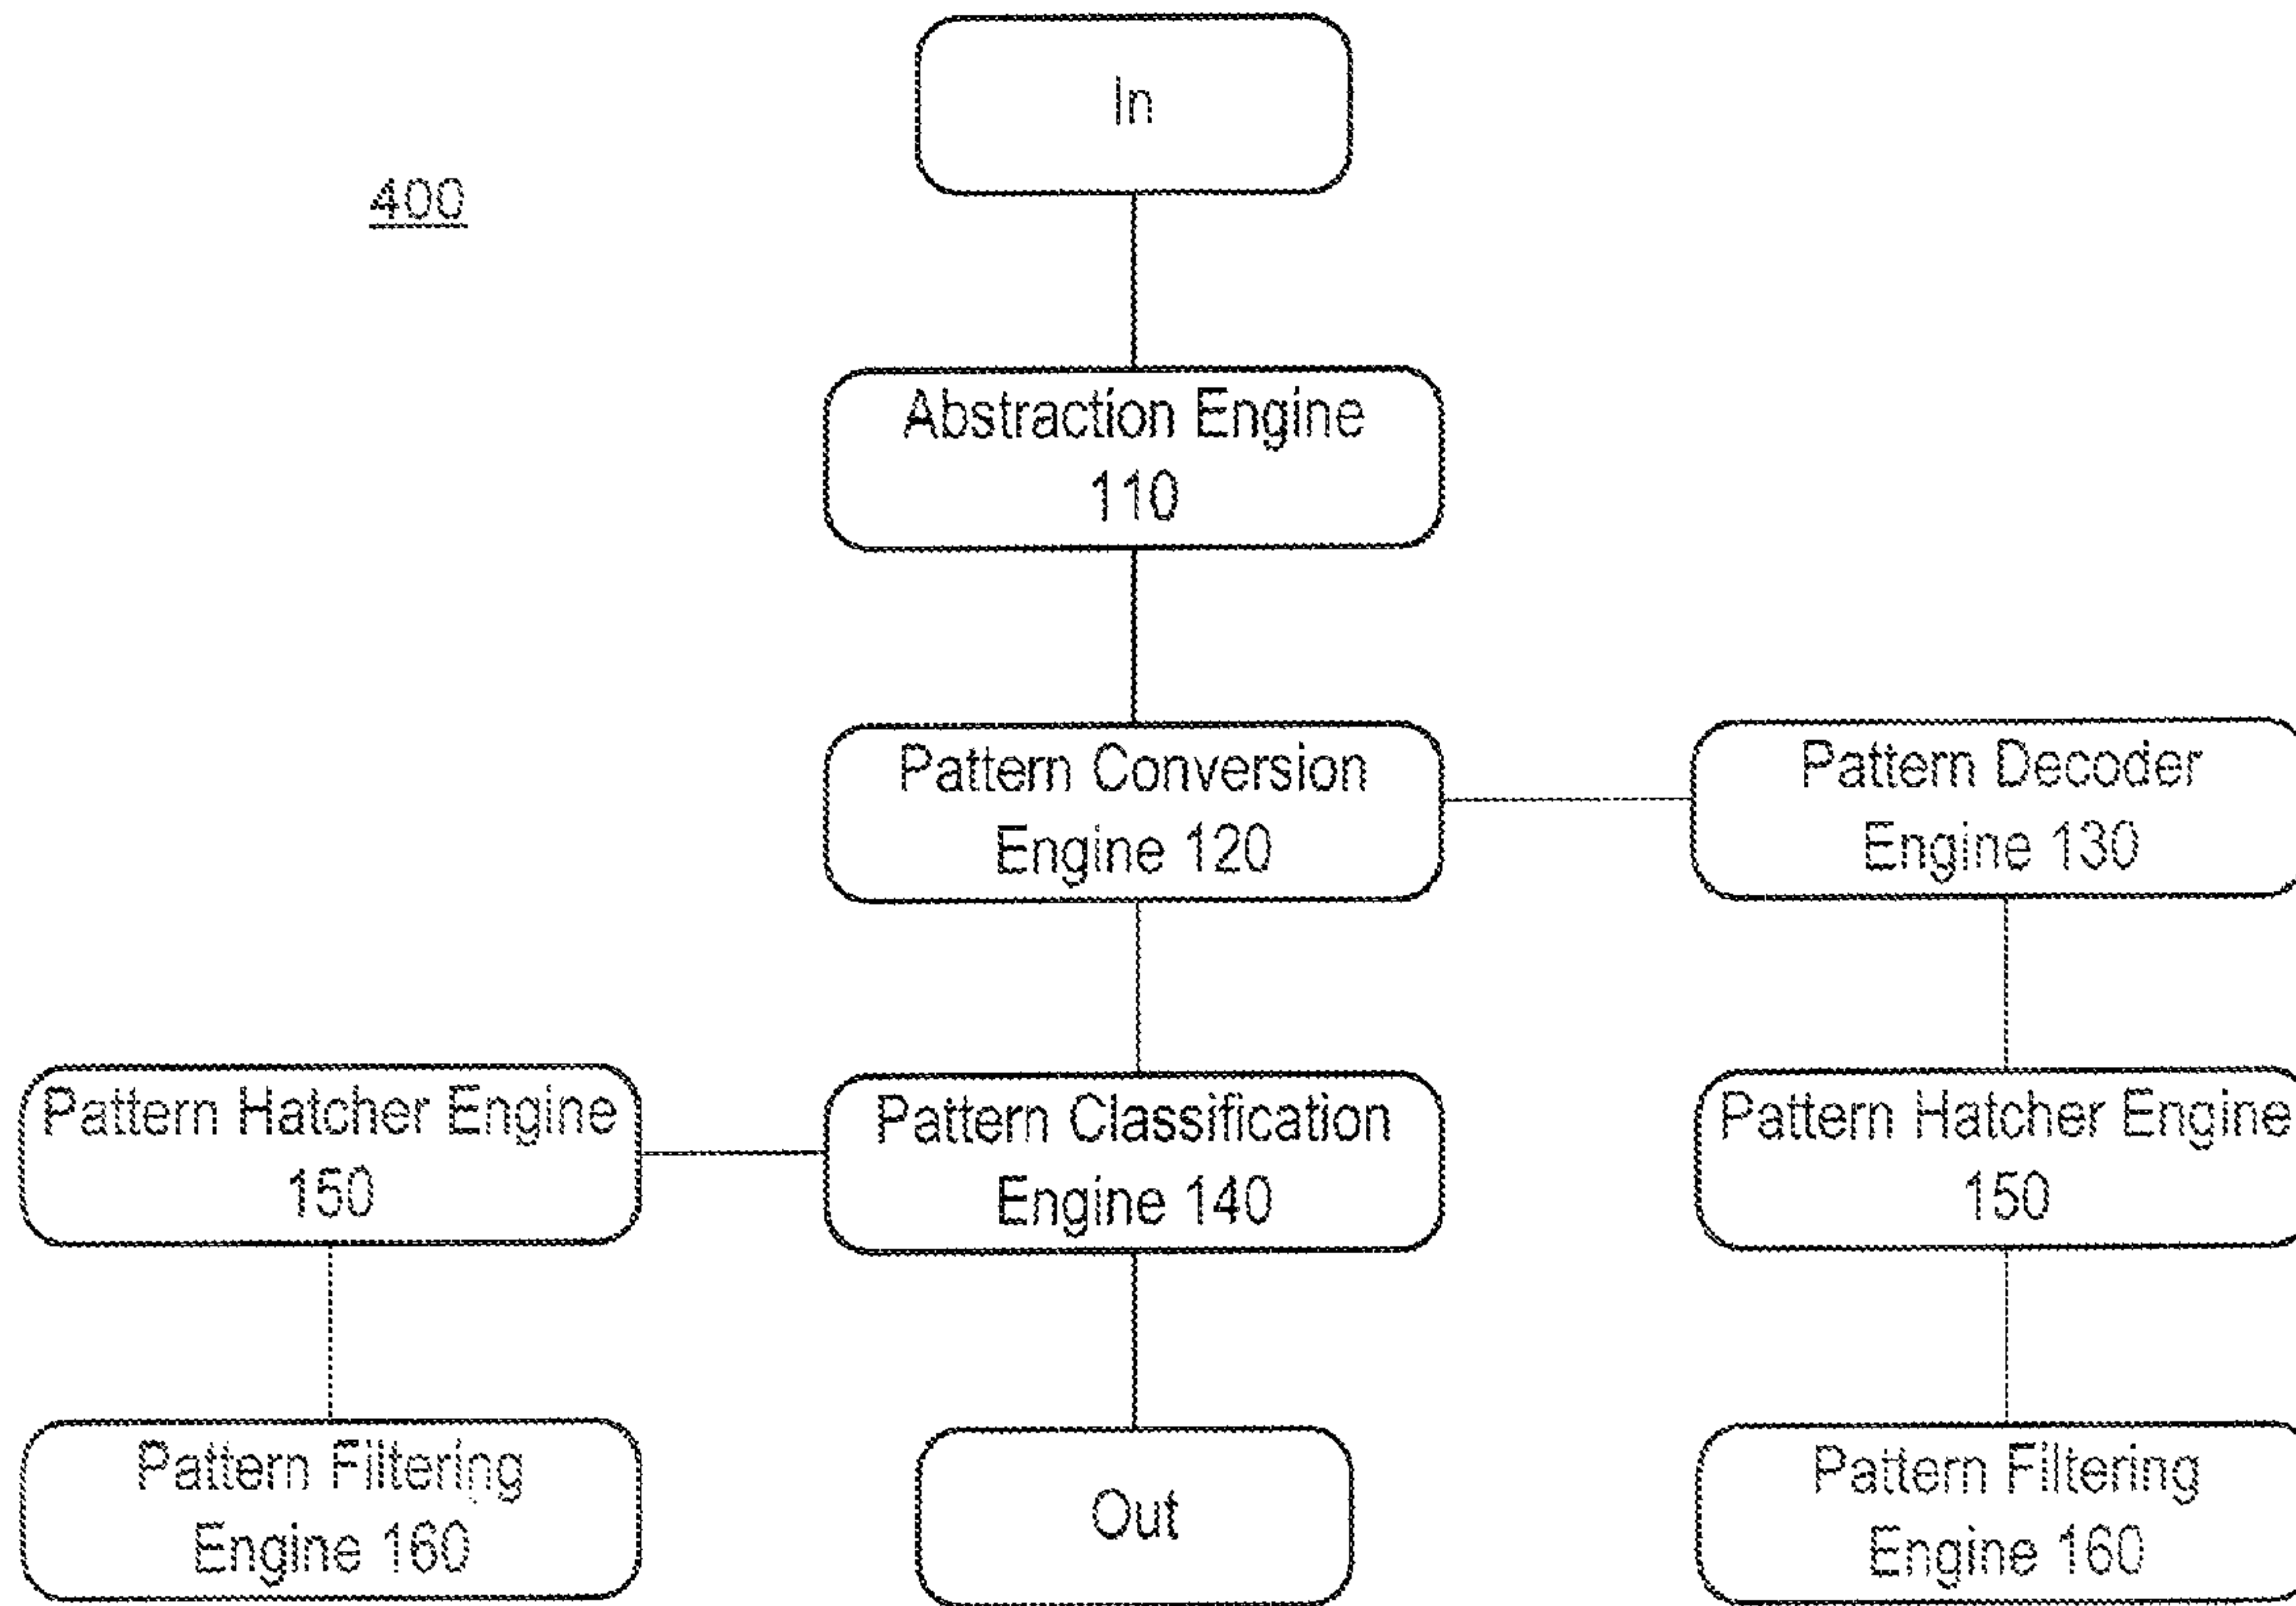 In
400
Abstraction Engine
110
Pattern Conversion
Engine 120
Pattern Decoder
Engine 130
Pattern Hatcher Engine
150
Pattern Classification
Engine 140
Pattern Hatcher Engine
150
Pattern Filtering
Engine 160
Out
Pattern Filtering
Engine 160